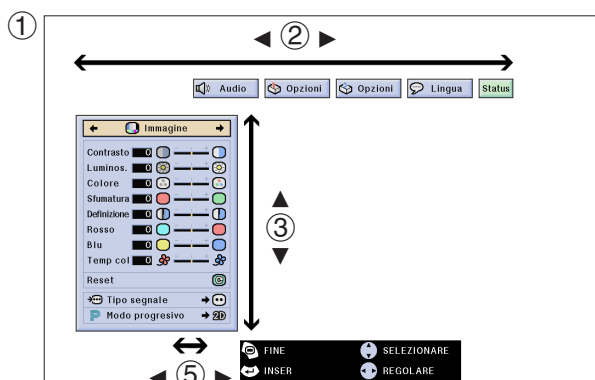 ①
◄ ② ►
Audio Opzioni Opzioni Lingua Status
Immagine
Contrasto 0
Luminos. 0
Colore 0
Sfumatura 0
Definizione 0
Rosso 0
Blu 0
Temp col 0
Reset
Tipo segnale
P Modo progresivo 2D
▲
③
▼
◄ ⑤ ►
FINE SELEZIONARE
INSER REGOLARE